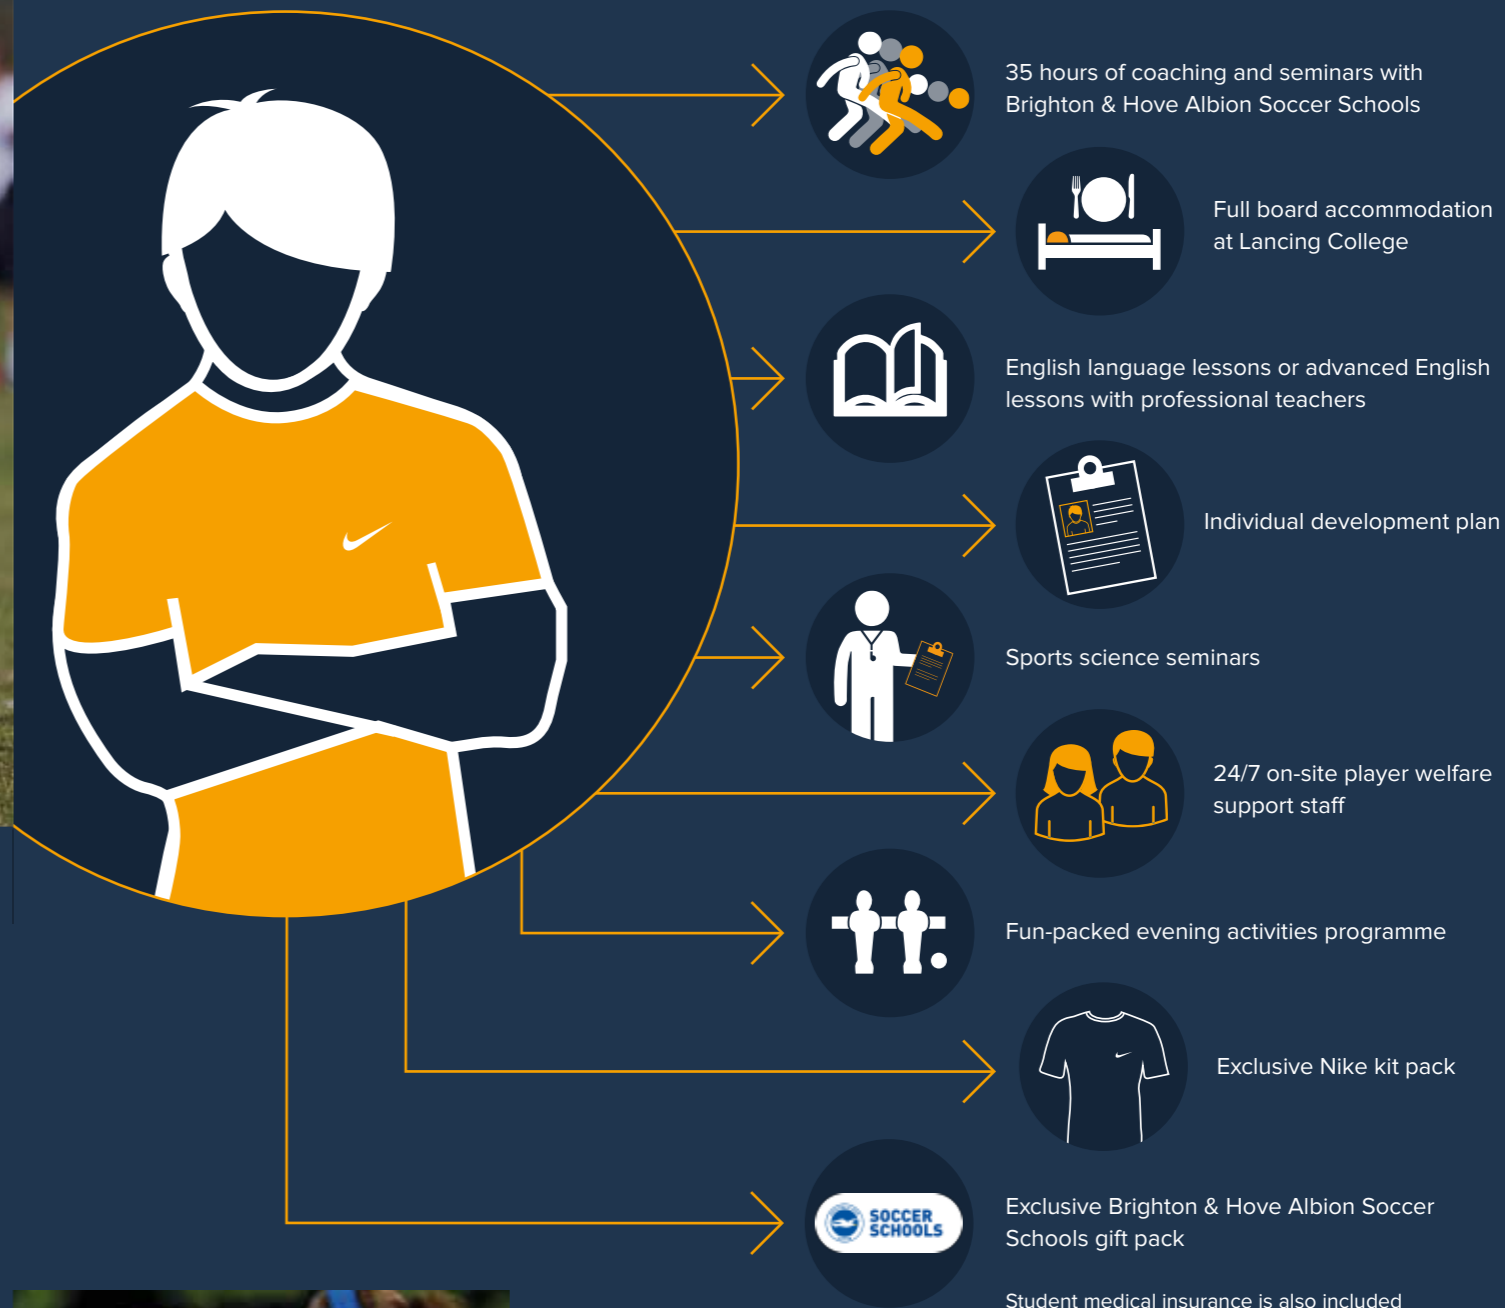 35 hours of coaching and seminars with
Brighton & Hove Albion Soccer Schools
Full board accommodation
at Lancing College
English language lessons or advanced English
lessons with professional teachers
Individual development plan
Sports science seminars
24/7 on-site player welfare
support staff
Fun-packed evening activities programme
Exclusive Nike kit pack
SOCCER
SCHOOLS
Exclusive Brighton & Hove Albion Soccer
Schools gift pack
Student medical insurance is also included